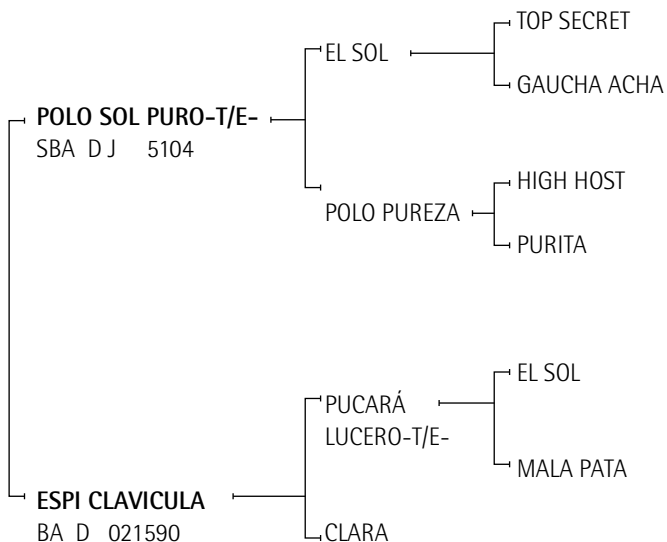 TOP SECRET
EL SOL
GAUCHA ACHA
POLO SOL PURO-T/E-
SBA D J 5104
HIGH HOST
POLO PUREZA
PURITA
EL SOL
PUCARÁ
LUCERO-T/E-
MALA PATA
ESPI CLAVICULA
BA D 021590
CLARA